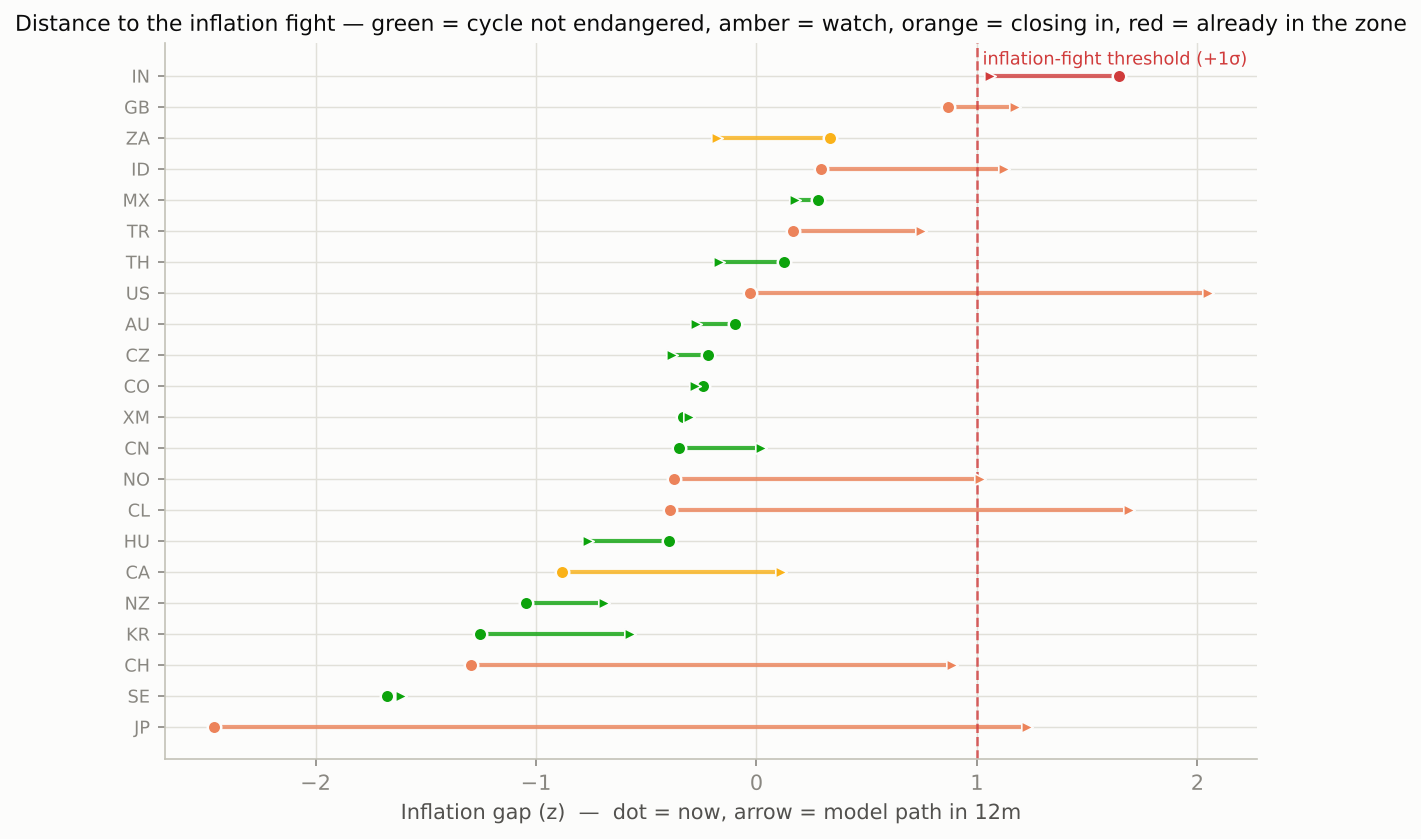 Distance to the inflation fight — green = cycle not endangered, amber = watch, orange = closing in, red = already in the zone
inflation-fight threshold (+1σ)
IN
GB
ZA
ID
MX
TR
TH
US
AU
CZ
CO
XM
CN
NO
CL
HU
CA
NZ
KR
CH
SE
JP
−2 −1 0 1 2
Inflation gap (z) — dot = now, arrow = model path in 12m